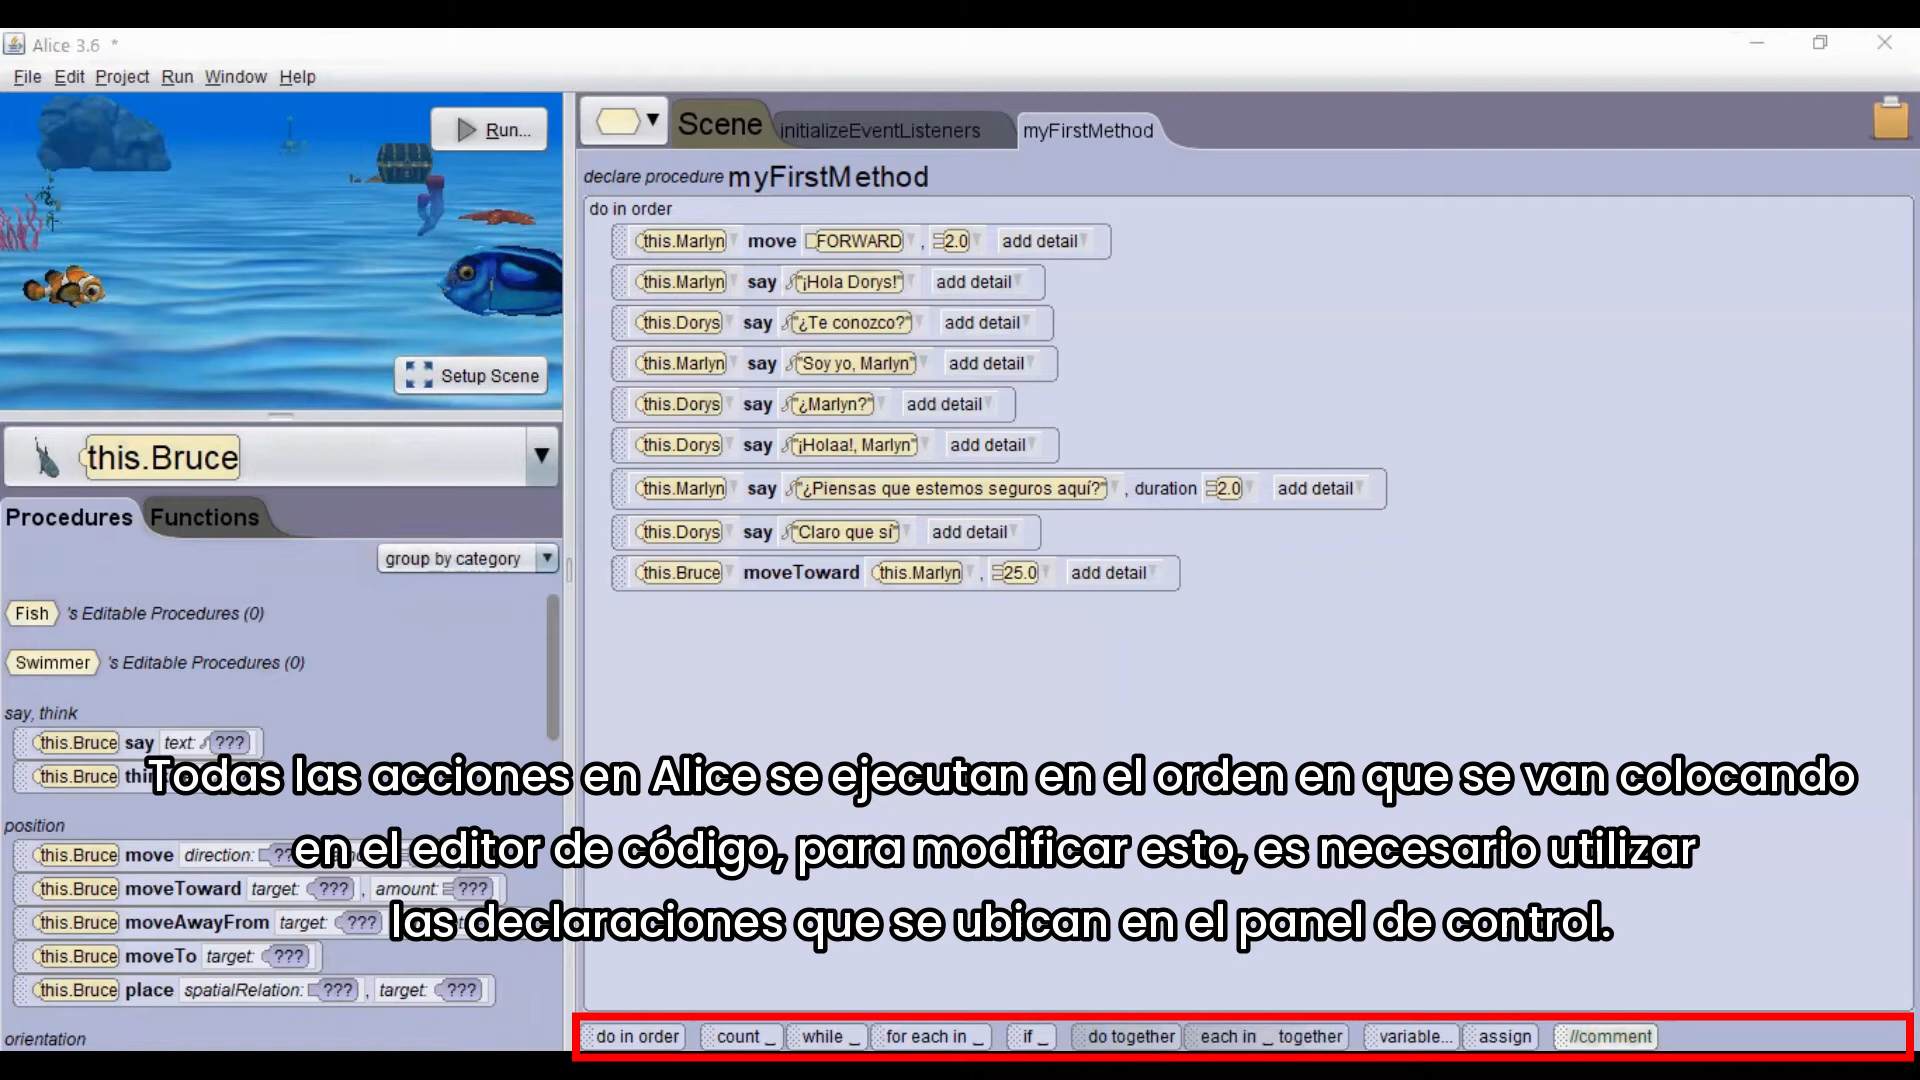 Alice 3.6 *
File Edit Project Run Window Help
Run...
Setup Scene
this.Bruce
Procedures Functions
group by category
Fish 's Editable Procedures (0)
Swimmer 's Editable Procedures (0)
say, think
this.Bruce say text: ???
this.Bruce
position
this.Bruce move direction:
this.Bruce moveToward target: ??? , amount: ???
this.Bruce moveAwayFrom target: ???
this.Bruce moveTo target: ???
this.Bruce place spatialRelation: ??? , target: ???
orientation
Scene initializeEventListeners myFirstMethod
declare procedure myFirstMethod
do in order
this.Marlyn move FORWARD , 2.0 add detail
this.Marlyn say "¡Hola Dorys!" add detail
this.Dorys say "¿Te conozco?" add detail
this.Marlyn say "Soy yo, Marlyn" add detail
this.Dorys say "¿Marlyn?" add detail
this.Dorys say "¡Holaa!, Marlyn" add detail
this.Marlyn say "¿Piensas que estemos seguros aquí?" , duration 2.0 add detail
this.Dorys say "Claro que sí" add detail
this.Bruce moveToward this.Marlyn , 25.0 add detail
Todas las acciones en Alice se ejecutan en el orden en que se van colocando
en el editor de código, para modificar esto, es necesario utilizar
las declaraciones que se ubican en el panel de control.
do in order count _ while _ for each in _ if _ do together each in _ together variable... assign //comment